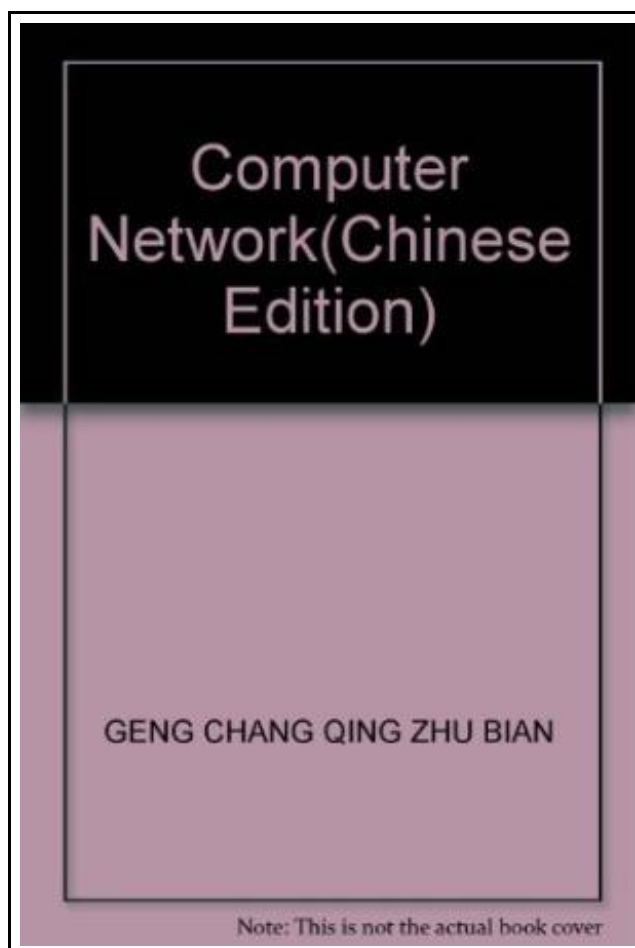 Computer
Network(Chinese
Edition)
GENG CHANG QING ZHU BIAN
Note: This is not the actual book cover